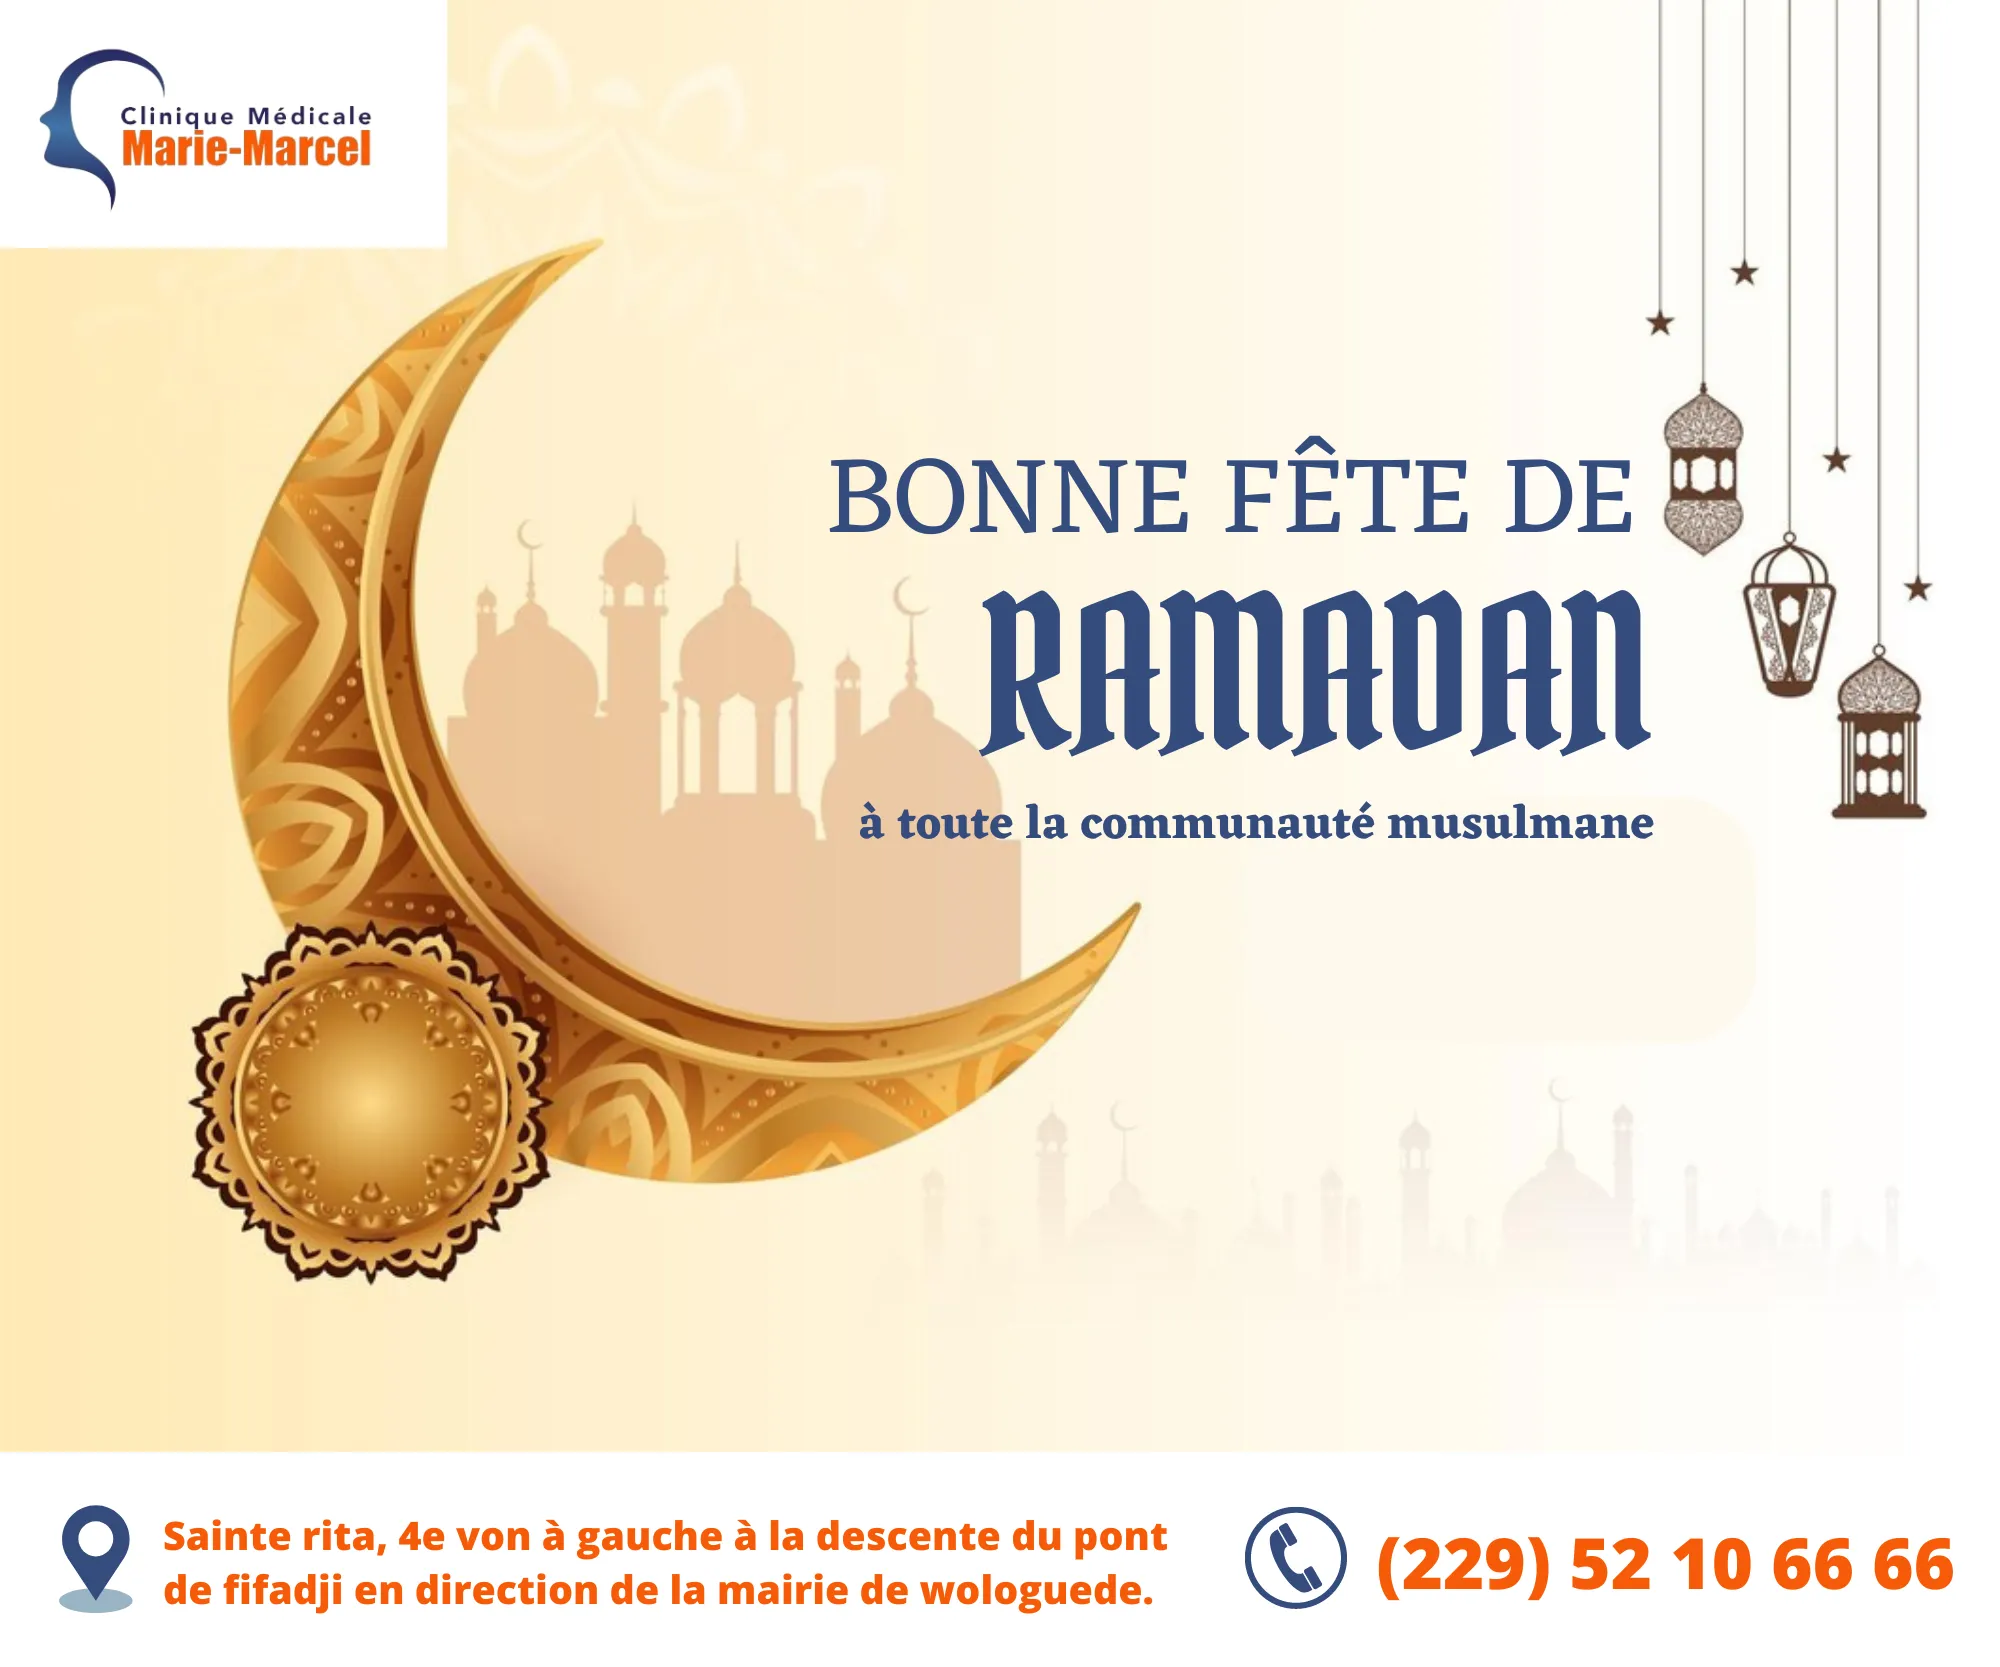 Clinique Médicale
Marie-Marcel
BONNE FÊTE DE
RAMADAN
à toute la communauté musulmane
Sainte rita, 4e von à gauche à la descente du pont
de fifadji en direction de la mairie de wologuede.
(229) 52 10 66 66